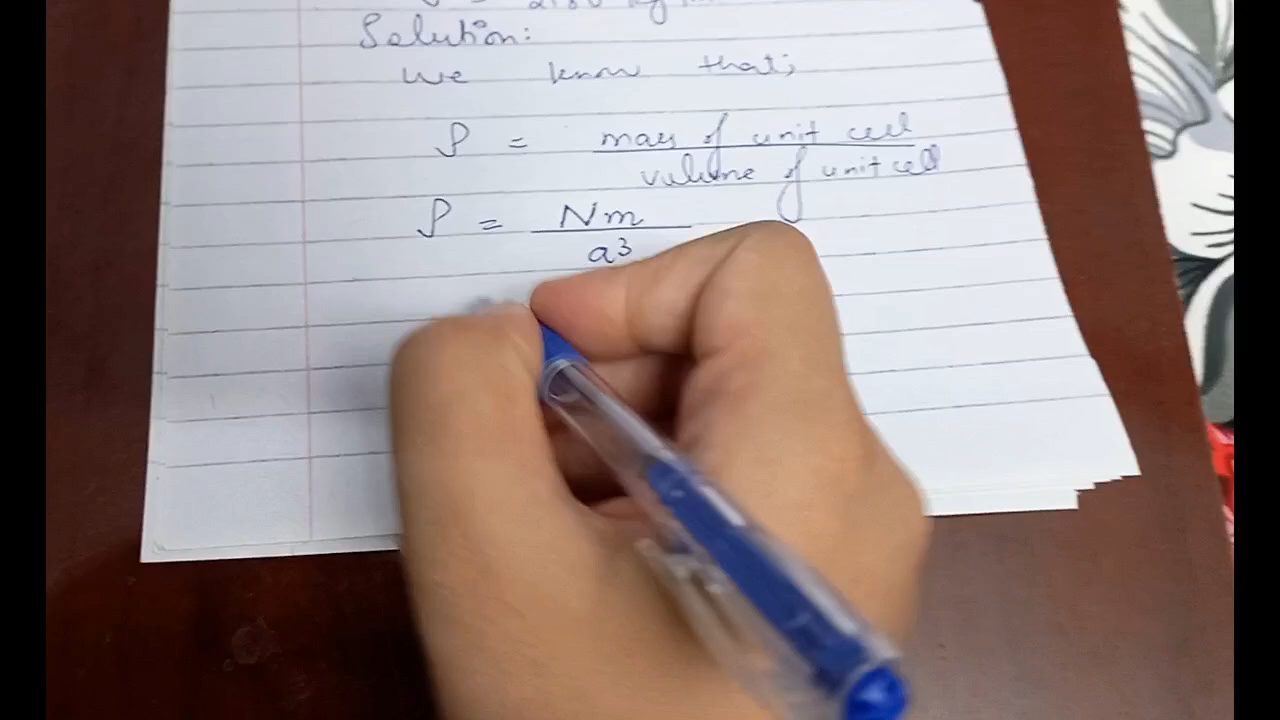 Solution:
We know that;
ρ = mass of unit cell
volume of unit cell
ρ = Nm
a³